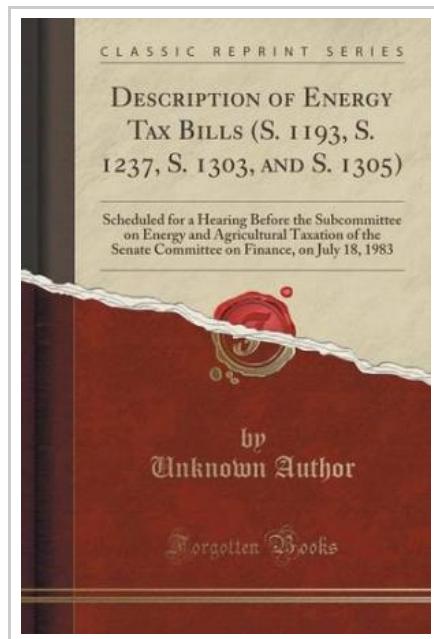 CLASSIC REPRINT SERIES
DESCRIPTION OF ENERGY
TAX BILLS (S. 1193, S.
1237, S. 1303, AND S. 1305)
Scheduled for a Hearing Before the Subcommittee
on Energy and Agricultural Taxation of the
Senate Committee on Finance, on July 18, 1983
by
Unknown Author
Forgotten Books